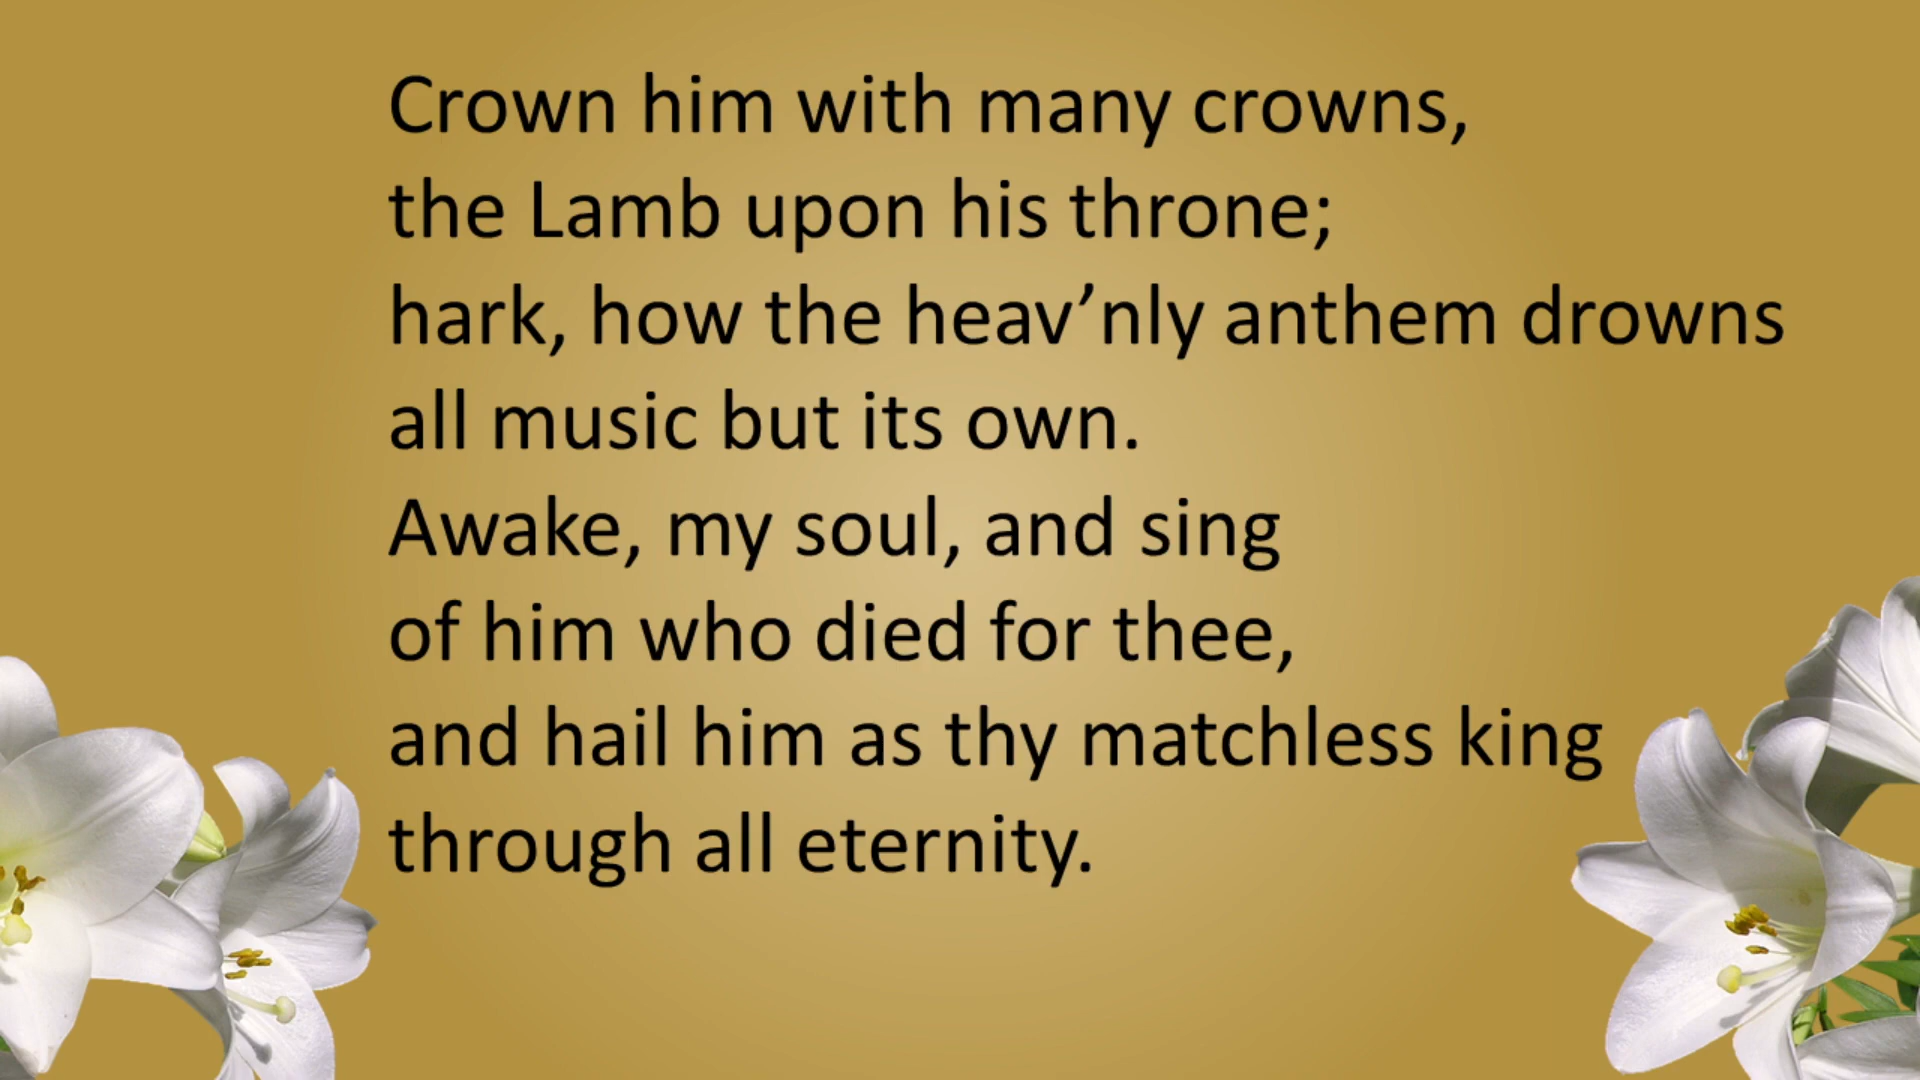 Crown him with many crowns,
the Lamb upon his throne;
hark, how the heav’nly anthem drowns
all music but its own.
Awake, my soul, and sing
of him who died for thee,
and hail him as thy matchless king
through all eternity.